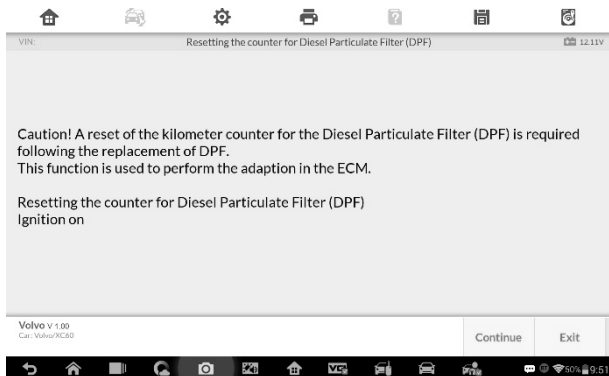 VIN:
Resetting the counter for Diesel Particulate Filter (DPF)
12.11V
Caution! A reset of the kilometer counter for the Diesel Particulate Filter (DPF) is required
following the replacement of DPF.
This function is used to perform the adaption in the ECM.
Resetting the counter for Diesel Particulate Filter (DPF)
Ignition on
Volvo V 1.00
Car: Volvo/XC60
Continue
Exit
50%
9:51